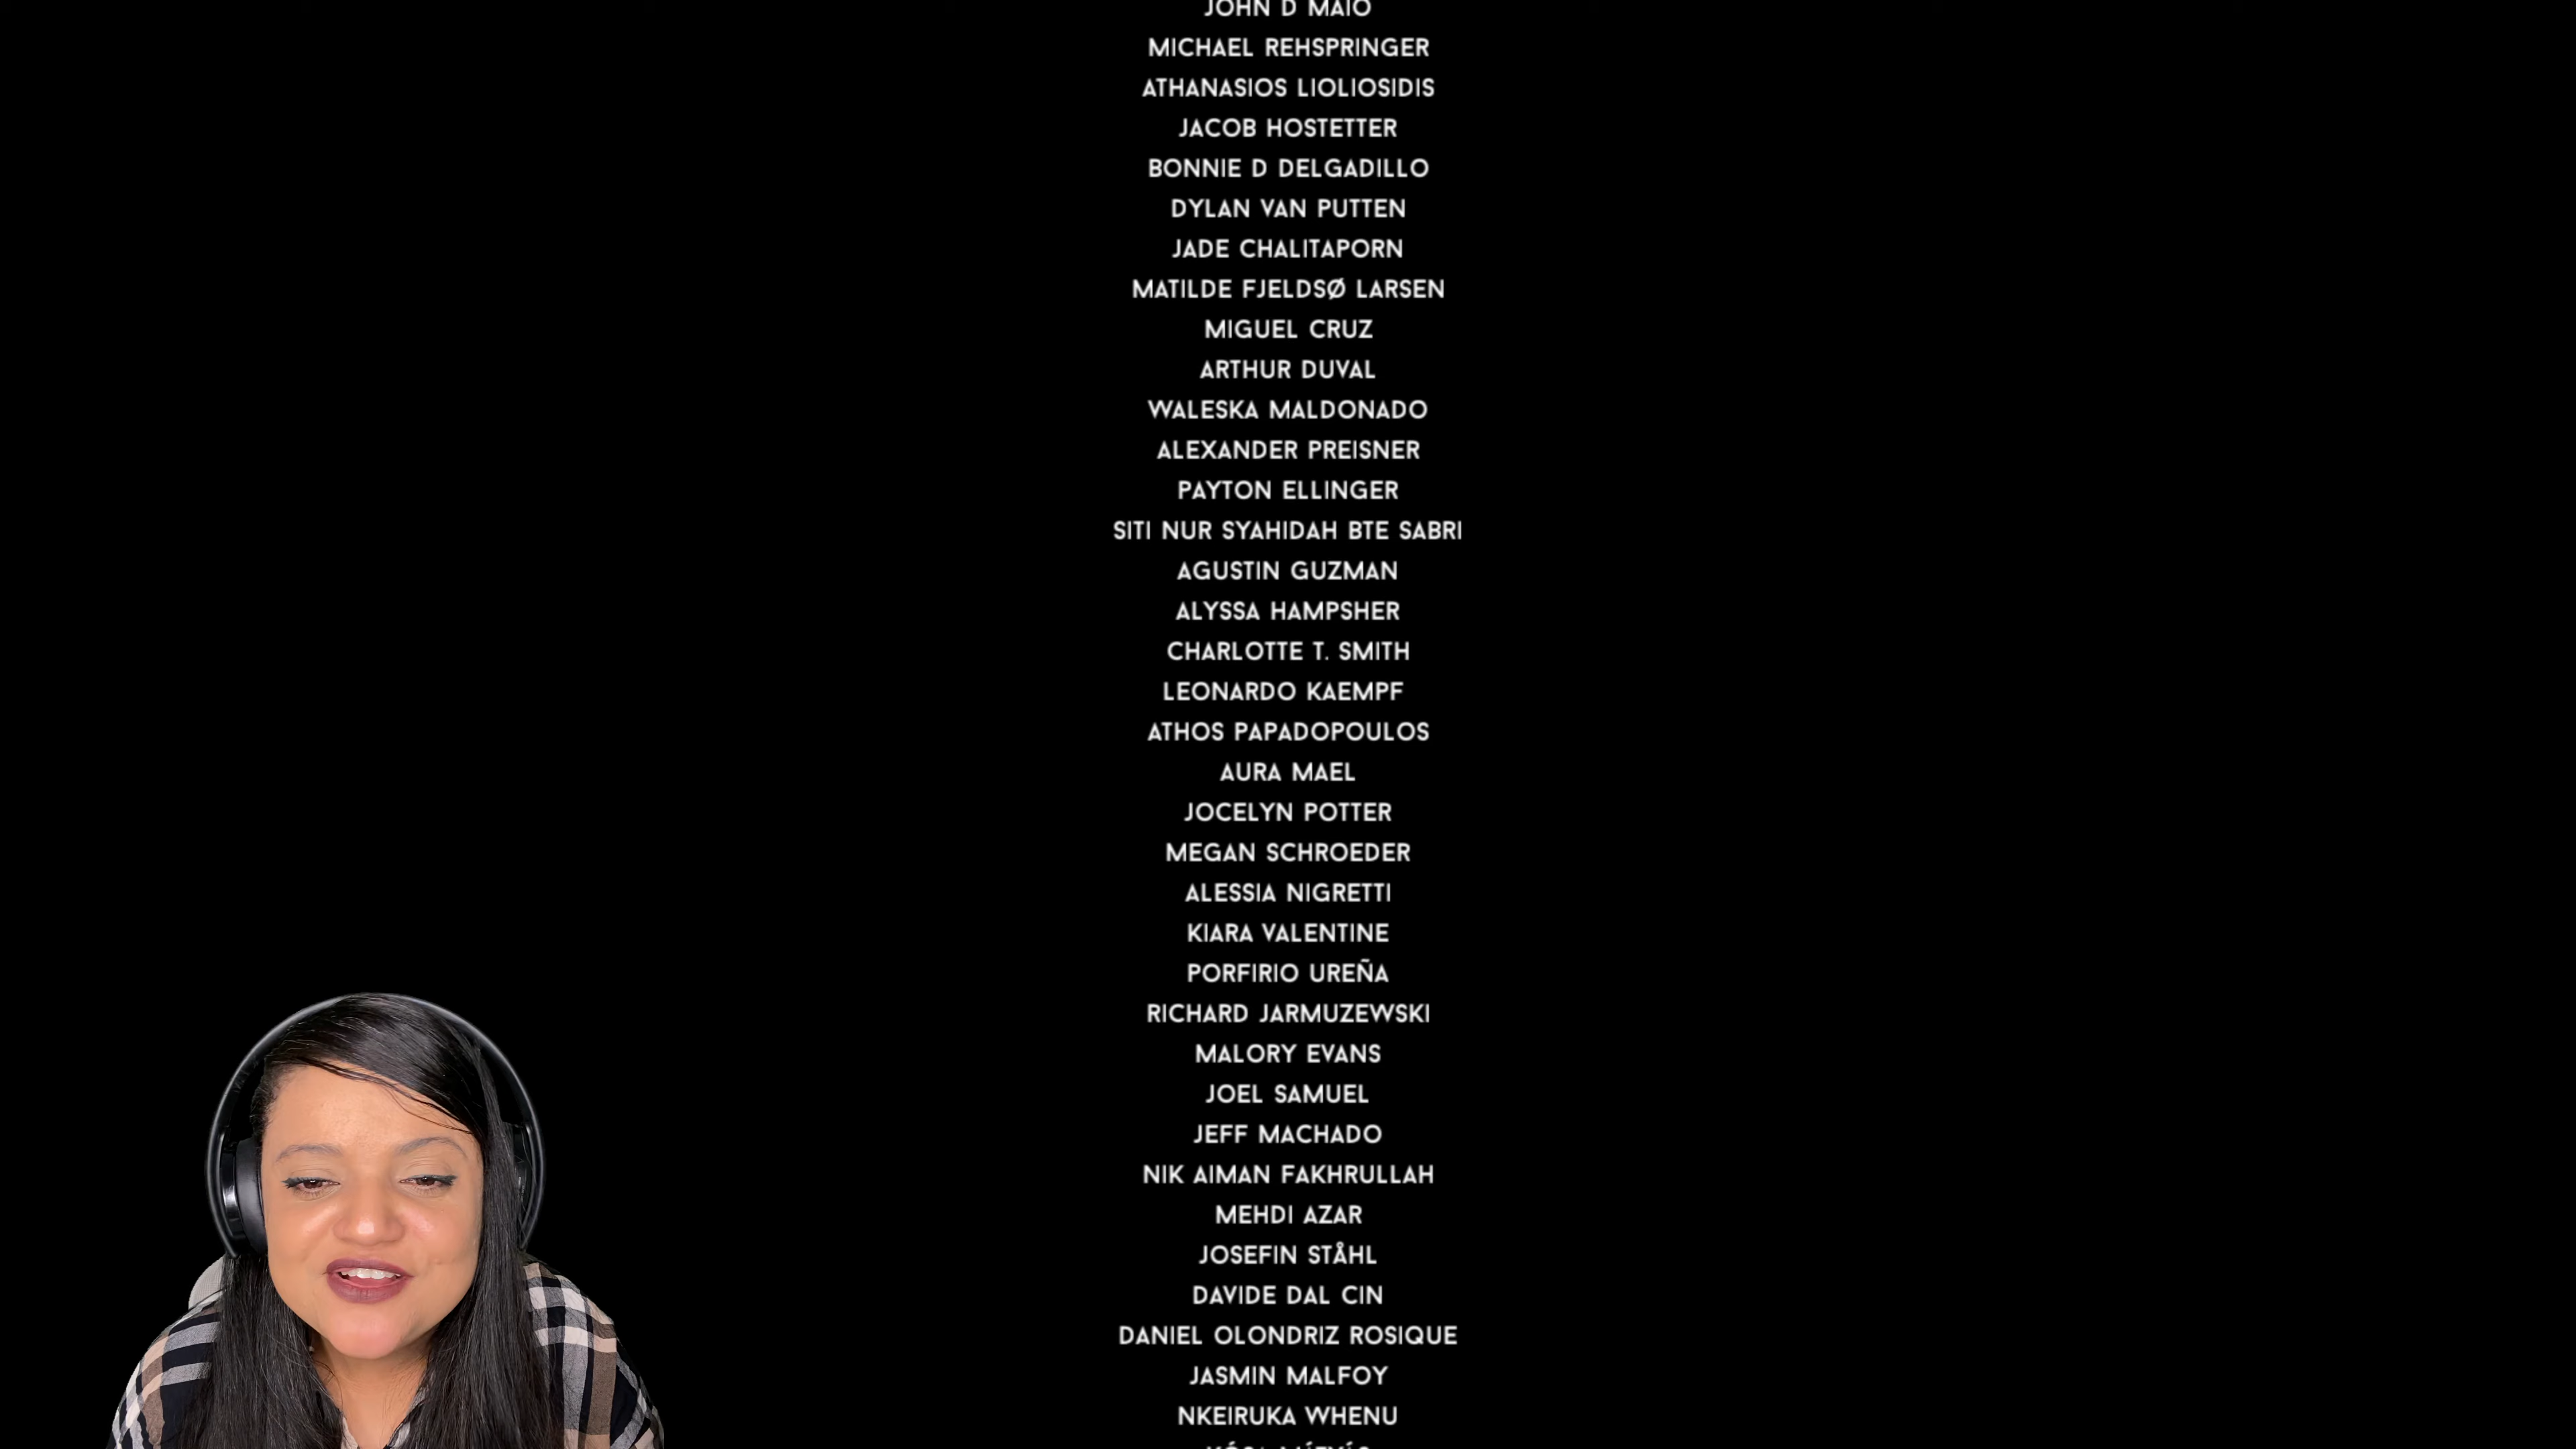 JOHN D MAIO
MICHAEL REHSPRINGER
ATHANASIOS LIOLIOSIDIS
JACOB HOSTETTER
BONNIE D DELGADILLO
DYLAN VAN PUTTEN
JADE CHALITAPORN
MATILDE FJELDSØ LARSEN
MIGUEL CRUZ
ARTHUR DUVAL
WALESKA MALDONADO
ALEXANDER PREISNER
PAYTON ELLINGER
SITI NUR SYAHIDAH BTE SABRI
AGUSTIN GUZMAN
ALYSSA HAMPSHER
CHARLOTTE T. SMITH
LEONARDO KAEMPF
ATHOS PAPADOPOULOS
AURA MAEL
JOCELYN POTTER
MEGAN SCHROEDER
ALESSIA NIGRETTI
KIARA VALENTINE
PORFIRIO UREÑA
RICHARD JARMUZEWSKI
MALORY EVANS
JOEL SAMUEL
JEFF MACHADO
NIK AIMAN FAKHRULLAH
MEHDI AZAR
JOSEFIN STÅHL
DAVIDE DAL CIN
DANIEL OLONDRIZ ROSIQUE
JASMIN MALFOY
NKEIRUKA WHENU